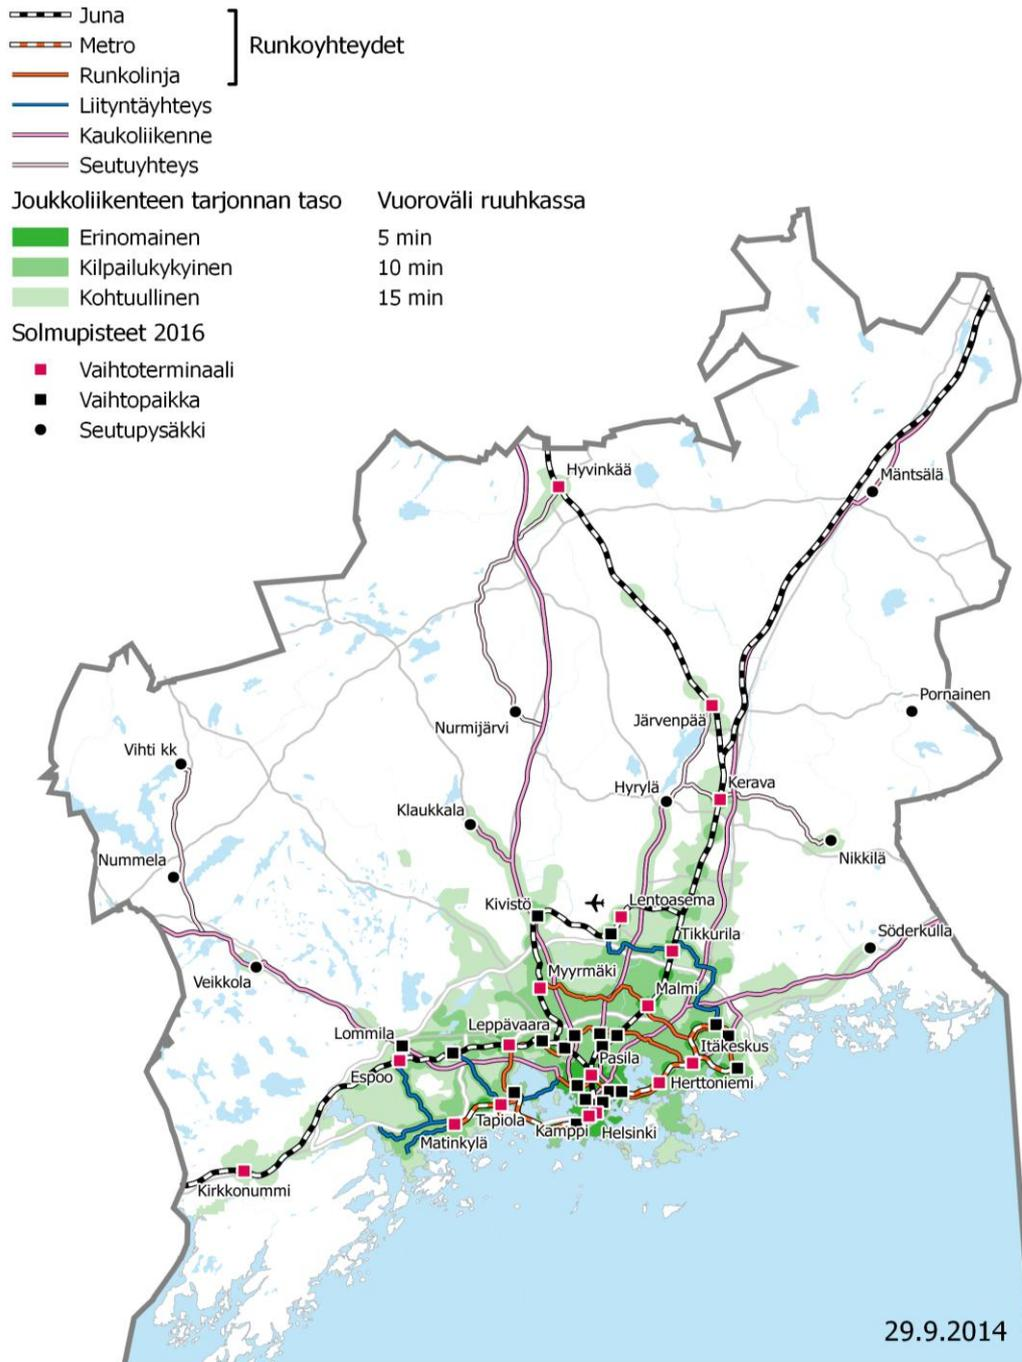 Juna
Metro
Runkolinja
Runkoyhteydet
Liityntäyhteys
Kaukoliikenne
Seutuyhteys
Joukkoliikenteen tarjonnan taso Vuoroväli ruuhkassa
Erinomainen 5 min
Kilpailukykyinen 10 min
Kohtuullinen 15 min
Solmupisteet 2016
Vaihtoterminaali
Vaihtopaikka
Seutupysäkki
Hyvinkää
Mäntsälä
Pornainen
Järvenpää
Nurmijärvi
Vihti kk
Hyrylä
Kerava
Klaukkala
Nikkilä
Nummela
Kivistö
Lentoasema
Söderkulla
Tikkurila
Veikkola
Myyrmäki
Malmi
Lommila
Leppävaara
Itäkeskus
Pasila
Espoo
Herttoniemi
Tapiola
Kamppi
Helsinki
Matinkylä
Kirkkonummi
29.9.2014